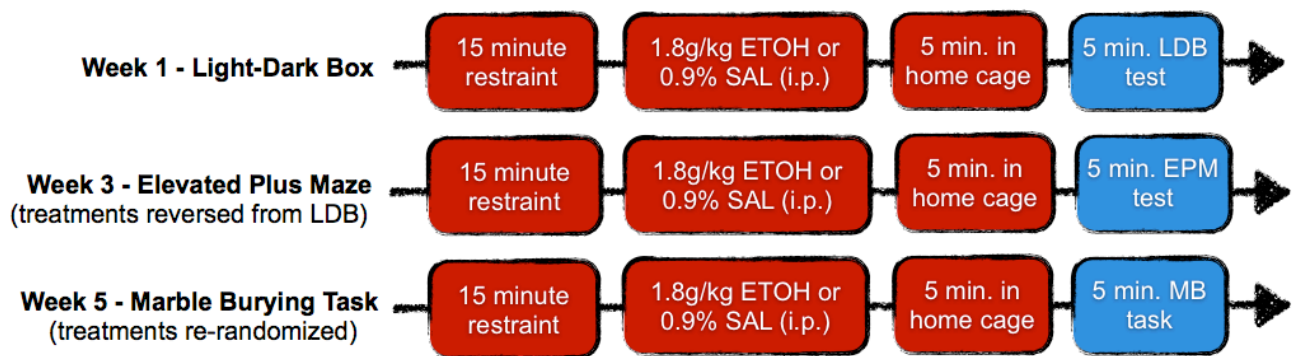 Week 1 - Light-Dark Box
15 minute
restraint
1.8g/kg ETOH or
0.9% SAL (i.p.)
5 min. in
home cage
5 min. LDB
test
Week 3 - Elevated Plus Maze
(treatments reversed from LDB)
15 minute
restraint
1.8g/kg ETOH or
0.9% SAL (i.p.)
5 min. in
home cage
5 min. EPM
test
Week 5 - Marble Burying Task
(treatments re-randomized)
15 minute
restraint
1.8g/kg ETOH or
0.9% SAL (i.p.)
5 min. in
home cage
5 min. MB
task